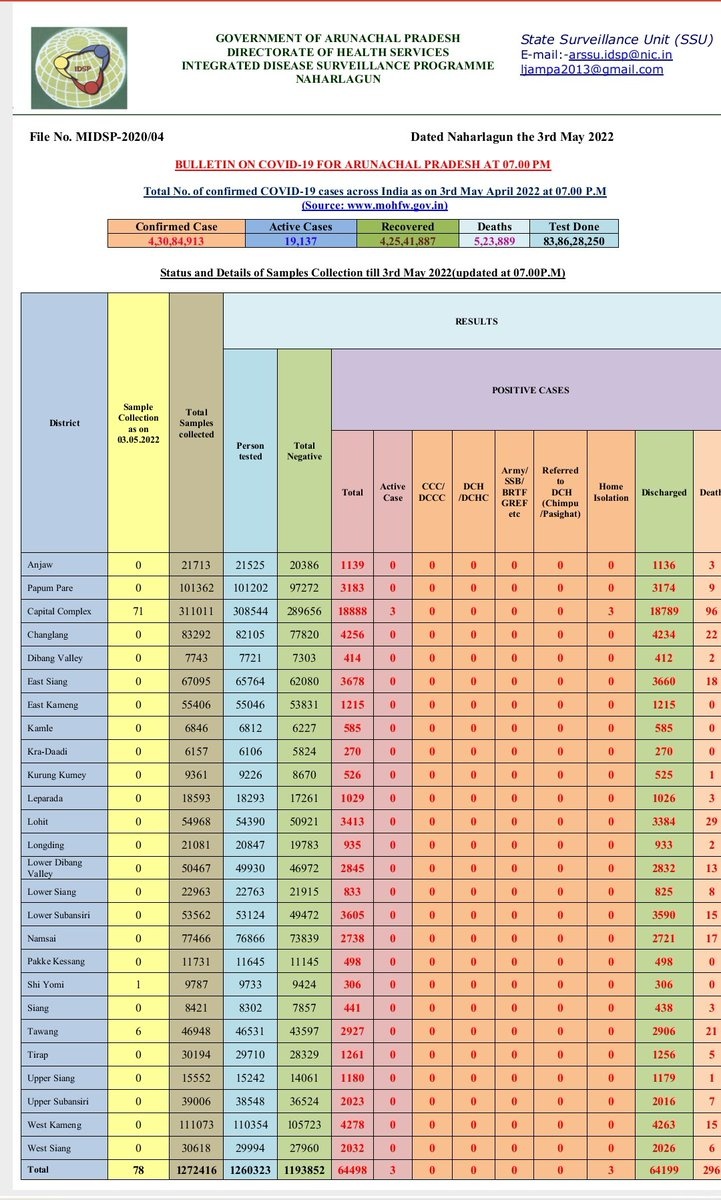 IDSP
GOVERNMENT OF ARUNACHAL PRADESH
DIRECTORATE OF HEALTH SERVICES
INTEGRATED DISEASE SURVEILLANCE PROGRAMME
NAHARLAGUN
State Surveillance Unit (SSU)
E-mail:-arssu.idsp@nic.in
ljampa2013@gmail.com
File No. MIDSP-2020/04 Dated Naharlagun the 3rd May 2022
BULLETIN ON COVID-19 FOR ARUNACHAL PRADESH AT 07.00 PM
Total No. of confirmed COVID-19 cases across India as on 3rd May April 2022 at 07.00 P.M
(Source: www.mohfw.gov.in)
Confirmed Case Active Cases Recovered Deaths Test Done
4,30,84,913 19,137 4,25,41,887 5,23,889 83,86,28,250
Status and Details of Samples Collection till 3rd May 2022(updated at 07.00P.M)
District
Sample
Collection
as on
03.05.2022
Total
Samples
collected
RESULTS
Person
tested
Total
Negative
POSITIVE CASES
Total
Active
Case
CCC/
DCCC
DCH
/DCHC
Army/
SSB/
BRTF
GREF
etc
Referred
to
DCH
(Chimpu
/Pasighat)
Home
Isolation
Discharged
Death
Anjaw 0 21713 21525 20386 1139 0 0 0 0 0 0 1136 3
Papum Pare 0 101362 101202 97272 3183 0 0 0 0 0 0 3174 9
Capital Complex 71 311011 308544 289656 18888 3 0 0 0 0 3 18789 96
Changlang 0 83292 82105 77820 4256 0 0 0 0 0 0 4234 22
Dibang Valley 0 7743 7721 7303 414 0 0 0 0 0 0 412 2
East Siang 0 67095 65764 62080 3678 0 0 0 0 0 0 3660 18
East Kameng 0 55406 55046 53831 1215 0 0 0 0 0 0 1215 0
Kamle 0 6846 6812 6227 585 0 0 0 0 0 0 585 0
Kra-Daadi 0 6157 6106 5824 270 0 0 0 0 0 0 270 0
Kurung Kumey 0 9361 9226 8670 526 0 0 0 0 0 0 525 1
Leparada 0 18593 18293 17261 1029 0 0 0 0 0 0 1026 3
Lohit 0 54968 54390 50921 3413 0 0 0 0 0 0 3384 29
Longding 0 21081 20847 19783 935 0 0 0 0 0 0 933 2
Lower Dibang
Valley 0 50467 49930 46972 2845 0 0 0 0 0 0 2832 13
Lower Siang 0 22963 22763 21915 833 0 0 0 0 0 0 825 8
Lower Subansiri 0 53562 53124 49472 3605 0 0 0 0 0 0 3590 15
Namsai 0 77466 76866 73839 2738 0 0 0 0 0 0 2721 17
Pakke Kessang 0 11731 11645 11145 498 0 0 0 0 0 0 498 0
Shi Yomi 1 9787 9733 9424 306 0 0 0 0 0 0 306 0
Siang 0 8421 8302 7857 441 0 0 0 0 0 0 438 3
Tawang 6 46948 46531 43597 2927 0 0 0 0 0 0 2906 21
Tirap 0 30194 29710 28329 1261 0 0 0 0 0 0 1256 5
Upper Siang 0 15552 15242 14061 1180 0 0 0 0 0 0 1179 1
Upper Subansiri 0 39006 38548 36524 2023 0 0 0 0 0 0 2016 7
West Kameng 0 111073 110354 105723 4278 0 0 0 0 0 0 4263 15
West Siang 0 30618 29994 27960 2032 0 0 0 0 0 0 2026 6
Total 78 1272416 1260323 1193852 64498 3 0 0 0 0 3 64199 296